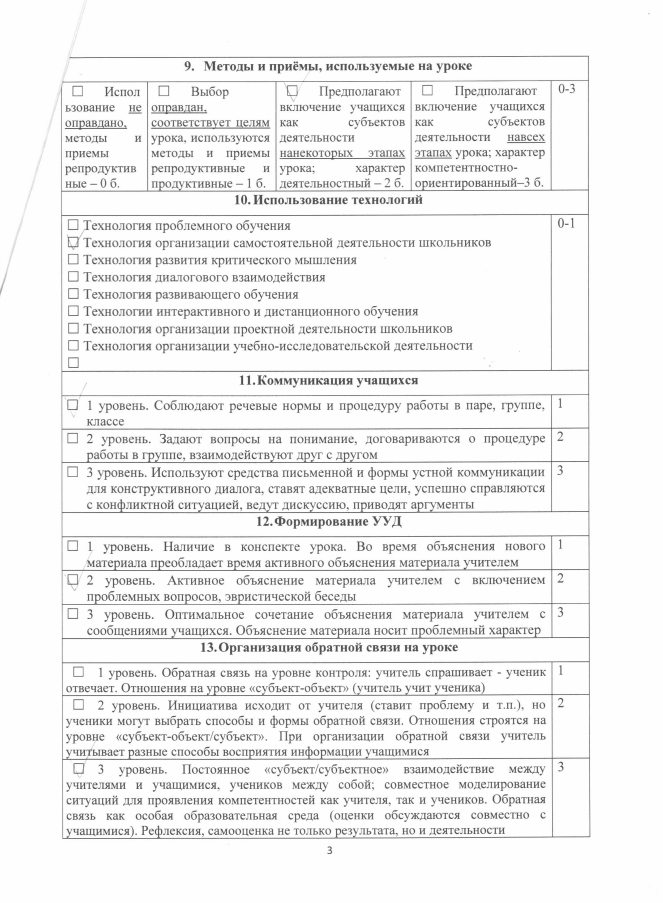 9. Методы и приёмы, используемые на уроке
☐ Испол
ьзование не
оправдано,
методы и
приемы
репродуктив
ные – 0 б.
☐ Выбор
оправдан,
соответствует целям
урока, используются
методы и приемы
репродуктивные и
продуктивные – 1 б.
☐ Предполагают
включение учащихся
как субъектов
деятельности
нанекоторых этапах
урока; характер
деятельностный – 2 б.
☐ Предполагают
включение учащихся
как субъектов
деятельности навсех
этапах урока; характер
компетентностно-
ориентированный–3 б.
0-3
10. Использование технологий
☐ Технология проблемного обучения
☐ Технология организации самостоятельной деятельности школьников
☐ Технология развития критического мышления
☐ Технология диалогового взаимодействия
☐ Технология развивающего обучения
☐ Технологии интерактивного и дистанционного обучения
☐ Технология организации проектной деятельности школьников
☐ Технология организации учебно-исследовательской деятельности
☐
0-1
11. Коммуникация учащихся
☐ 1 уровень. Соблюдают речевые нормы и процедуру работы в паре, группе,
классе
1
☐ 2 уровень. Задают вопросы на понимание, договариваются о процедуре
работы в группе, взаимодействуют друг с другом
2
☐ 3 уровень. Используют средства письменной и формы устной коммуникации
для конструктивного диалога, ставят адекватные цели, успешно справляются
с конфликтной ситуацией, ведут дискуссию, приводят аргументы
3
12. Формирование УУД
☐ 1 уровень. Наличие в конспекте урока. Во время объяснения нового
материала преобладает время активного объяснения материала учителем
1
☐ 2 уровень. Активное объяснение материала учителем с включением
проблемных вопросов, эвристической беседы
2
☐ 3 уровень. Оптимальное сочетание объяснения материала учителем с
сообщениями учащихся. Объяснение материала носит проблемный характер
3
13. Организация обратной связи на уроке
☐ 1 уровень. Обратная связь на уровне контроля: учитель спрашивает - ученик
отвечает. Отношения на уровне «субъект-объект» (учитель учит ученика)
1
☐ 2 уровень. Инициатива исходит от учителя (ставит проблему и т.п.), но
ученики могут выбрать способы и формы обратной связи. Отношения строятся на
уровне «субъект-объект/субъект». При организации обратной связи учитель
учитывает разные способы восприятия информации учащимися
2
☐ 3 уровень. Постоянное «субъект/субъектное» взаимодействие между
учителями и учащимися, учеников между собой; совместное моделирование
ситуаций для проявления компетентностей как учителя, так и учеников. Обратная
связь как особая образовательная среда (оценки обсуждаются совместно с
учащимися). Рефлексия, самооценка не только результата, но и деятельности
3
3